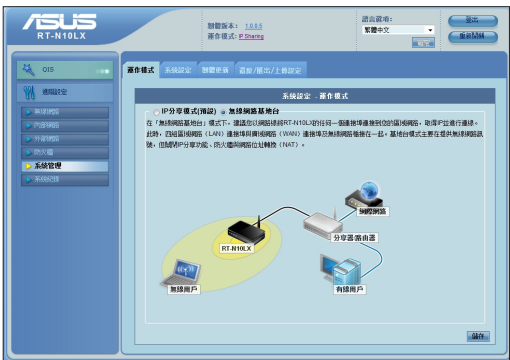 ASUS
RT-N10LX
韌體版本： 1.0.0.5
運作模式: IP Sharing
語言選項：
繁體中文
登出
重新開機
QIS
進階設定
無線網路
內部網路
外部網路
防火牆
系統管理
系統紀錄
運作模式 系統設定 韌體更新 還原/匯出/上傳設定
系統設定 - 運作模式
IP分享模式(預設) 無線網路基地台
在「無線網路基地台」模式下，建議您以網路線將RT-N10LX的任何一個連接埠連接到您的區域網路，取得IP並進行連線。
此時，四組區域網路（LAN）連接埠與廣域網路（WAN）連接埠及無線網路橋接在一起。基地台模式主要在提供無線網路訊
號，但關閉IP分享功能、防火牆與網路位址轉換（NAT）。
網際網路
分享器/路由器
RT-N10LX
無線用戶
有線用戶
儲存